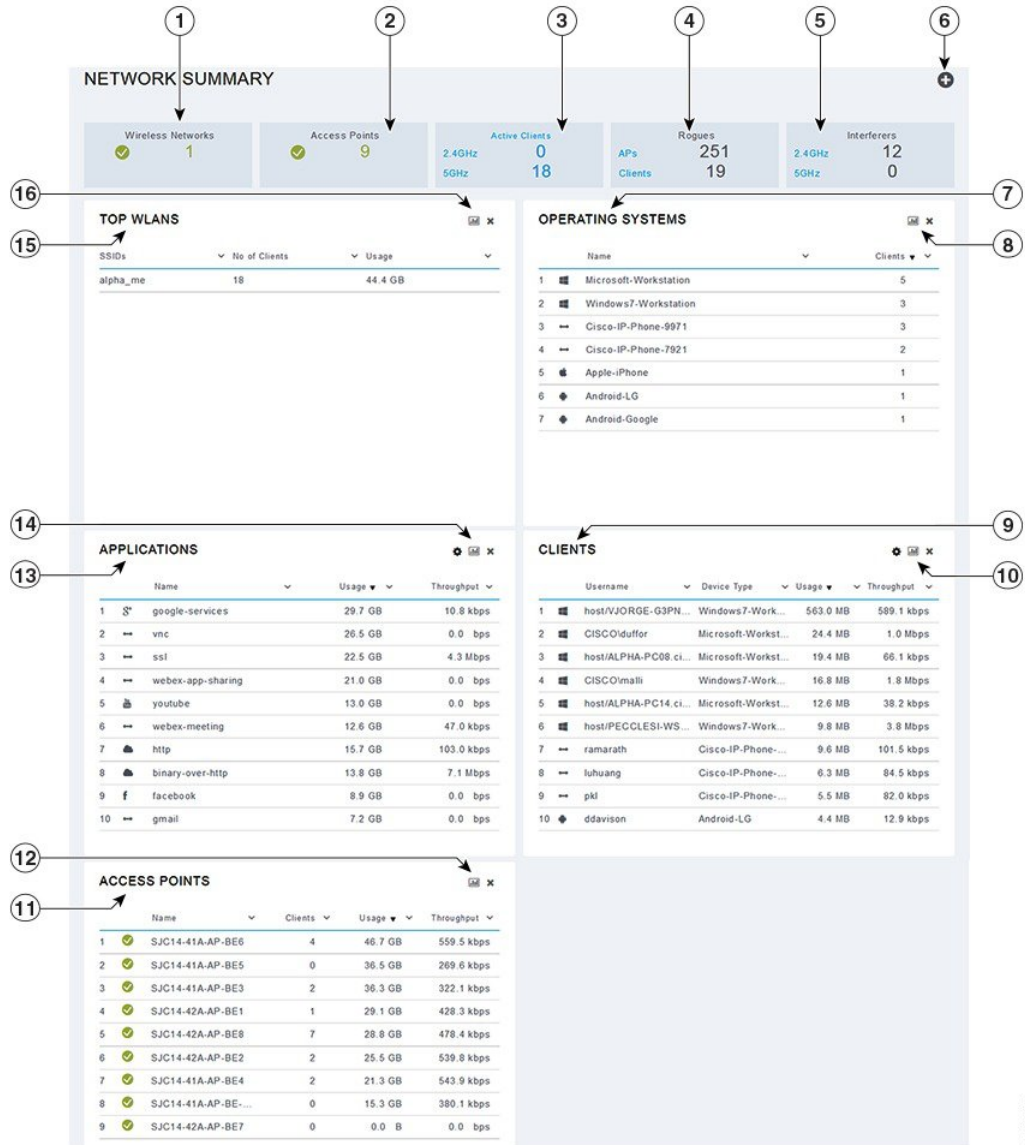 1 2 3 4 5 6
NETWORK SUMMARY
Wireless Networks
1
Access Points
9
Active Clients
2.4GHz 0
5GHz 18
Rogues
APs 251
Clients 19
Interferers
2.4GHz 12
5GHz 0
16
15
TOP WLANS
SSIDs No of Clients Usage
alpha_me 18 44.4 GB
7
8
OPERATING SYSTEMS
Name Clients
1 Microsoft-Workstation 5
2 Windows7-Workstation 3
3 Cisco-IP-Phone-9971 3
4 Cisco-IP-Phone-7921 2
5 Apple-iPhone 1
6 Android-LG 1
7 Android-Google 1
14
13
APPLICATIONS
Name Usage Throughput
1 google-services 29.7 GB 10.8 kbps
2 vnc 26.5 GB 0.0 bps
3 ssl 22.5 GB 4.3 Mbps
4 webex-app-sharing 21.0 GB 0.0 bps
5 youtube 13.0 GB 0.0 bps
6 webex-meeting 12.6 GB 47.0 kbps
7 http 15.7 GB 103.0 kbps
8 binary-over-http 13.8 GB 7.1 Mbps
9 facebook 8.9 GB 0.0 bps
10 gmail 7.2 GB 0.0 bps
9
10
CLIENTS
Username Device Type Usage Throughput
1 host/VJORGE-G3PN... Windows7-Work... 563.0 MB 589.1 kbps
2 CISCO\duffor Microsoft-Workst... 24.4 MB 1.0 Mbps
3 host/ALPHA-PC08.ci... Microsoft-Workst... 19.4 MB 66.1 kbps
4 CISCO\malli Windows7-Work... 16.8 MB 1.8 Mbps
5 host/ALPHA-PC14.ci... Microsoft-Workst... 12.6 MB 38.2 kbps
6 host/PECCLESI-WS... Windows7-Work... 9.8 MB 3.8 Mbps
7 ramarath Cisco-IP-Phone-... 9.6 MB 101.5 kbps
8 luhuang Cisco-IP-Phone-... 6.3 MB 84.5 kbps
9 pkl Cisco-IP-Phone-... 5.5 MB 82.0 kbps
10 ddavison Android-LG 4.4 MB 12.9 kbps
12
11
ACCESS POINTS
Name Clients Usage Throughput
1 SJC14-41A-AP-BE6 4 46.7 GB 559.5 kbps
2 SJC14-41A-AP-BE5 0 36.5 GB 269.6 kbps
3 SJC14-41A-AP-BE3 2 36.3 GB 322.1 kbps
4 SJC14-42A-AP-BE1 1 29.1 GB 428.3 kbps
5 SJC14-42A-AP-BE8 7 28.8 GB 478.4 kbps
6 SJC14-42A-AP-BE2 2 25.5 GB 539.8 kbps
7 SJC14-41A-AP-BE4 2 21.3 GB 543.9 kbps
8 SJC14-41A-AP-BE-... 0 15.3 GB 380.1 kbps
9 SJC14-42A-AP-BE7 0 0.0 B 0.0 bps